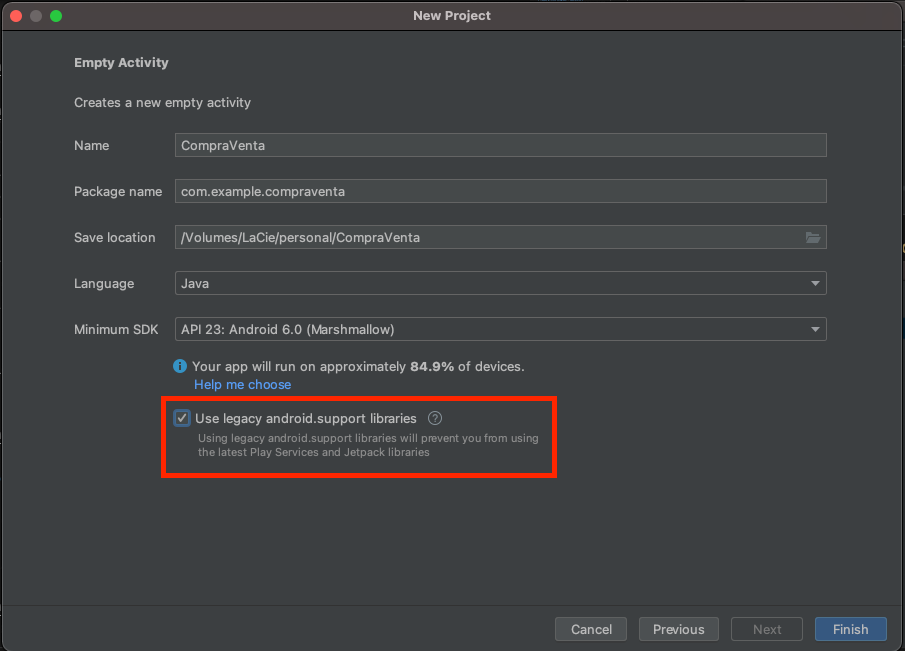 New Project
Empty Activity
Creates a new empty activity
Name
CompraVenta
Package name
com.example.compraventa
Save location
/Volumes/LaCie/personal/CompraVenta
Language
Java
Minimum SDK
API 23: Android 6.0 (Marshmallow)
Your app will run on approximately 84.9% of devices.
Help me choose
Use legacy android.support libraries
Using legacy android.support libraries will prevent you from using
the latest Play Services and Jetpack libraries
Cancel
Previous
Next
Finish